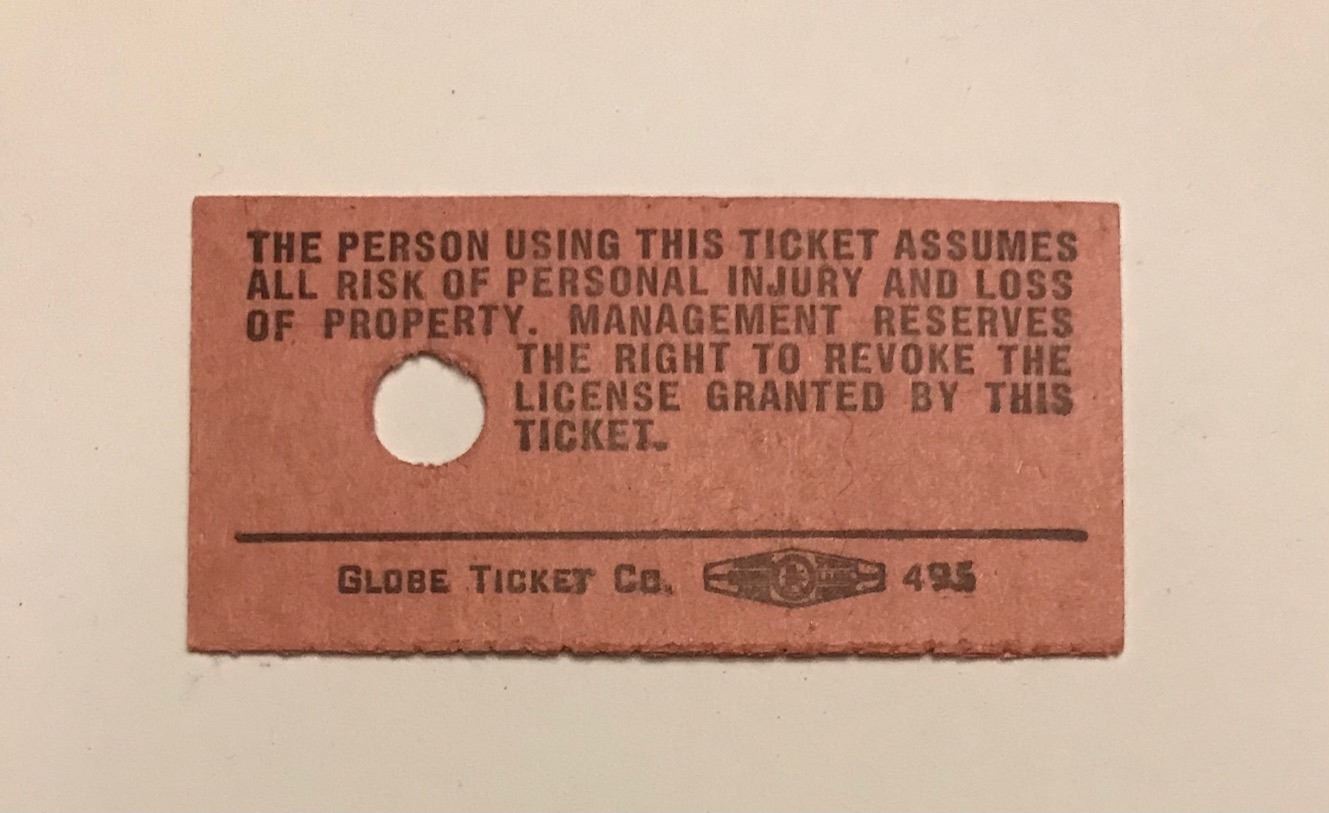 THE PERSON USING THIS TICKET ASSUMES
ALL RISK OF PERSONAL INJURY AND LOSS
OF PROPERTY. MANAGEMENT RESERVES
THE RIGHT TO REVOKE THE
LICENSE GRANTED BY THIS
TICKET.
GLOBE TICKET CO. 495